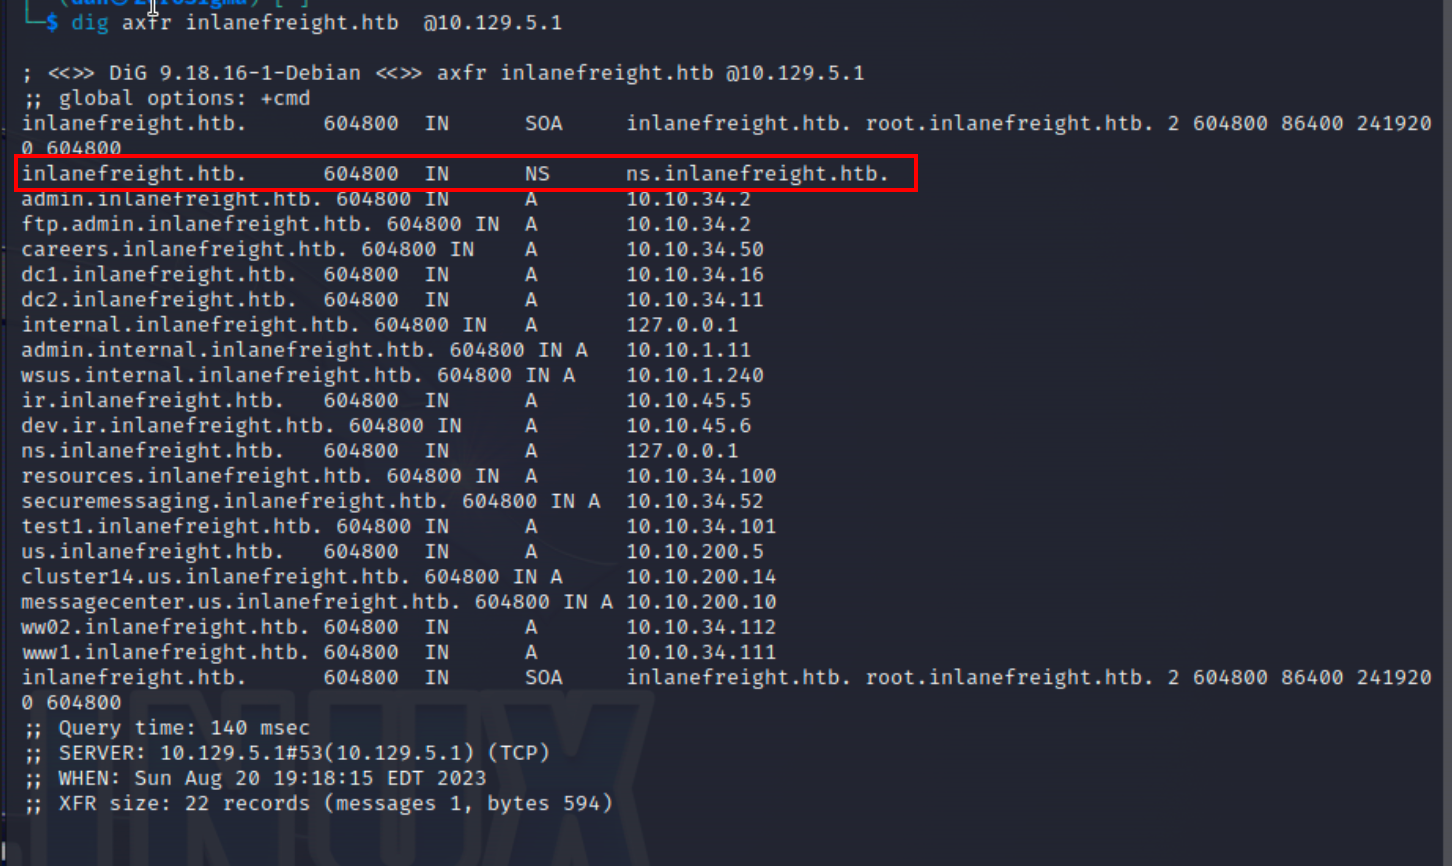 └─$ dig axfr inlanefreight.htb  @10.129.5.1
; <<>> DiG 9.18.16-1-Debian <<>> axfr inlanefreight.htb @10.129.5.1
;; global options: +cmd
inlanefreight.htb.      604800  IN      SOA     inlanefreight.htb. root.inlanefreight.htb. 2 604800 86400 241920
0 604800
inlanefreight.htb.      604800  IN      NS      ns.inlanefreight.htb.
admin.inlanefreight.htb. 604800 IN      A       10.10.34.2
ftp.admin.inlanefreight.htb. 604800 IN  A       10.10.34.2
careers.inlanefreight.htb. 604800 IN    A       10.10.34.50
dc1.inlanefreight.htb.  604800  IN      A       10.10.34.16
dc2.inlanefreight.htb.  604800  IN      A       10.10.34.11
internal.inlanefreight.htb. 604800 IN   A       127.0.0.1
admin.internal.inlanefreight.htb. 604800 IN A   10.10.1.11
wsus.internal.inlanefreight.htb. 604800 IN A    10.10.1.240
ir.inlanefreight.htb.   604800  IN      A       10.10.45.5
dev.ir.inlanefreight.htb. 604800 IN     A       10.10.45.6
ns.inlanefreight.htb.   604800  IN      A       127.0.0.1
resources.inlanefreight.htb. 604800 IN  A       10.10.34.100
securemessaging.inlanefreight.htb. 604800 IN A  10.10.34.52
test1.inlanefreight.htb. 604800 IN      A       10.10.34.101
us.inlanefreight.htb.   604800  IN      A       10.10.200.5
cluster14.us.inlanefreight.htb. 604800 IN A     10.10.200.14
messagecenter.us.inlanefreight.htb. 604800 IN A 10.10.200.10
ww02.inlanefreight.htb. 604800  IN      A       10.10.34.112
www1.inlanefreight.htb. 604800  IN      A       10.10.34.111
inlanefreight.htb.      604800  IN      SOA     inlanefreight.htb. root.inlanefreight.htb. 2 604800 86400 241920
0 604800
;; Query time: 140 msec
;; SERVER: 10.129.5.1#53(10.129.5.1) (TCP)
;; WHEN: Sun Aug 20 19:18:15 EDT 2023
;; XFR size: 22 records (messages 1, bytes 594)